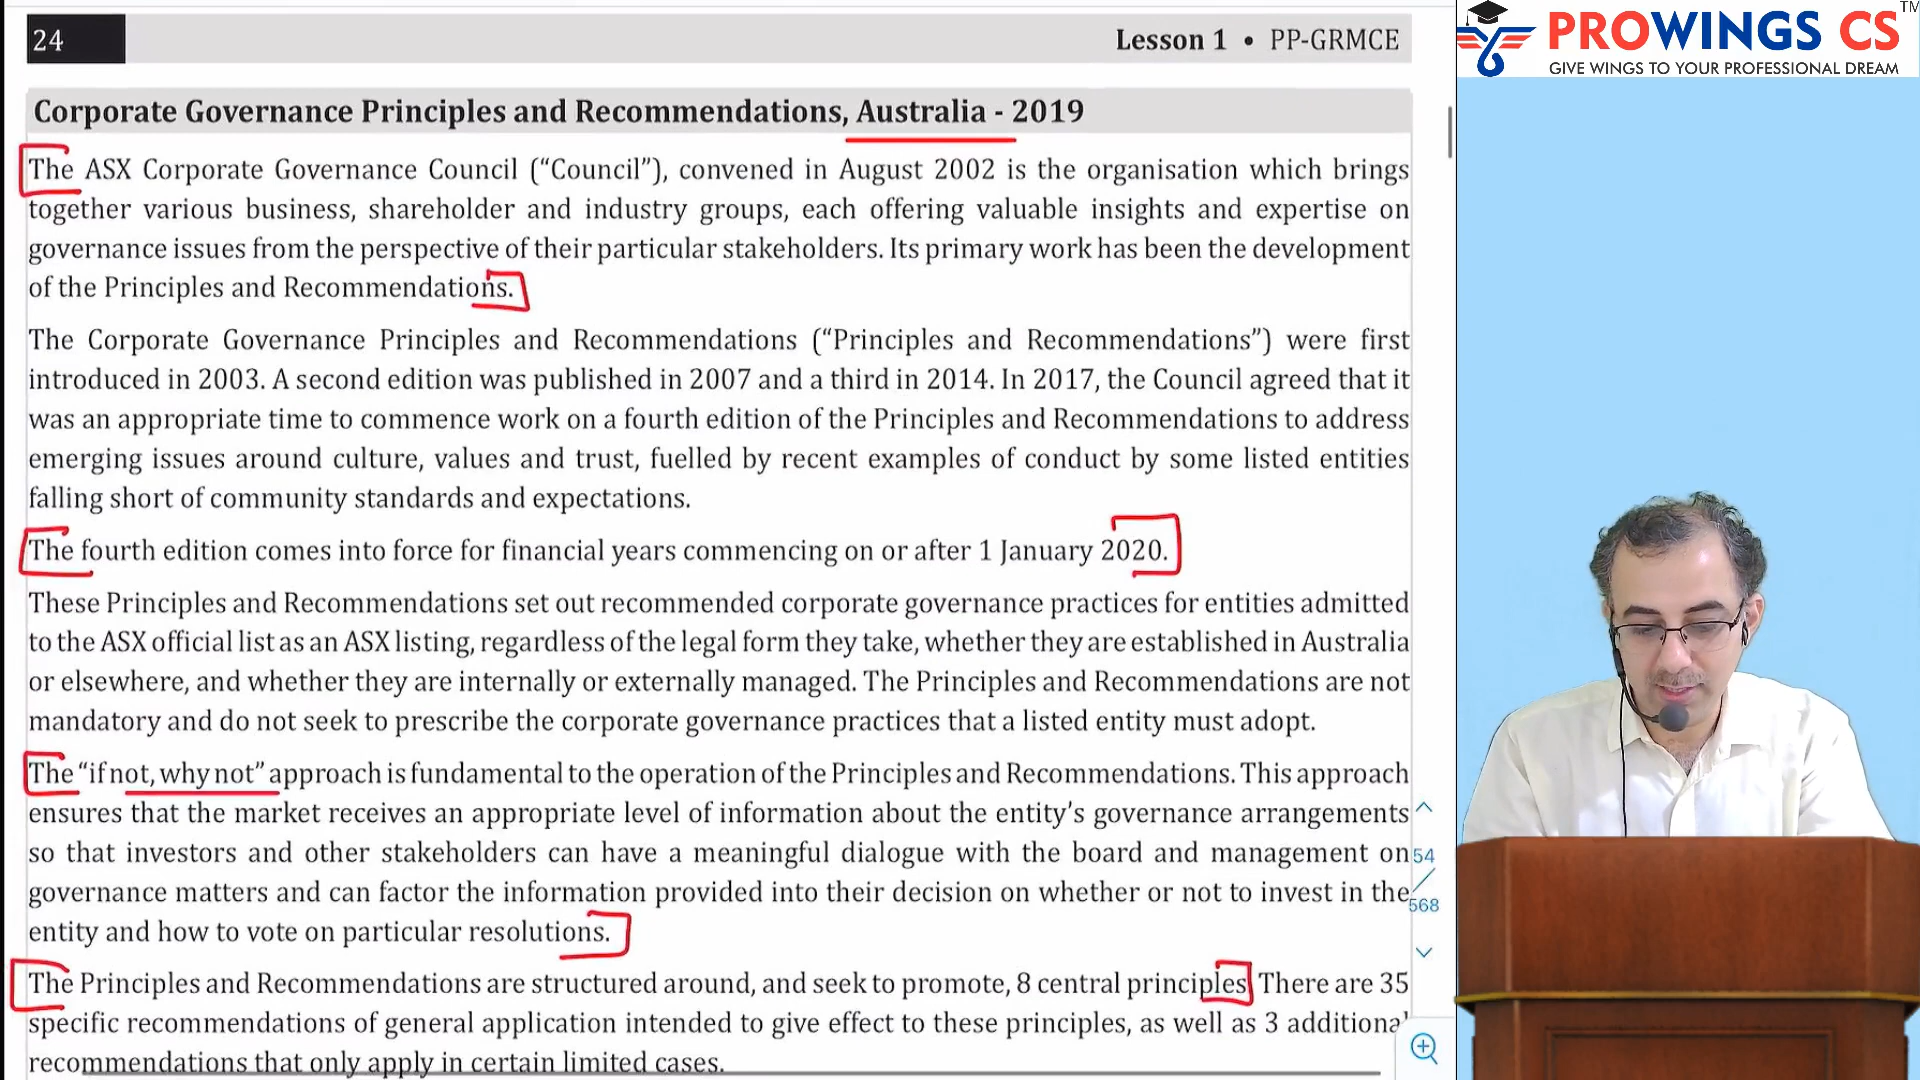 24
Lesson 1 • PP-GRMCE
PROWINGS CS™
GIVE WINGS TO YOUR PROFESSIONAL DREAM
Corporate Governance Principles and Recommendations, Australia - 2019
The ASX Corporate Governance Council (“Council”), convened in August 2002 is the organisation which brings
together various business, shareholder and industry groups, each offering valuable insights and expertise on
governance issues from the perspective of their particular stakeholders. Its primary work has been the development
of the Principles and Recommendations.
The Corporate Governance Principles and Recommendations (“Principles and Recommendations”) were first
introduced in 2003. A second edition was published in 2007 and a third in 2014. In 2017, the Council agreed that it
was an appropriate time to commence work on a fourth edition of the Principles and Recommendations to address
emerging issues around culture, values and trust, fuelled by recent examples of conduct by some listed entities
falling short of community standards and expectations.
The fourth edition comes into force for financial years commencing on or after 1 January 2020.
These Principles and Recommendations set out recommended corporate governance practices for entities admitted
to the ASX official list as an ASX listing, regardless of the legal form they take, whether they are established in Australia
or elsewhere, and whether they are internally or externally managed. The Principles and Recommendations are not
mandatory and do not seek to prescribe the corporate governance practices that a listed entity must adopt.
The “if not, why not” approach is fundamental to the operation of the Principles and Recommendations. This approach
ensures that the market receives an appropriate level of information about the entity’s governance arrangements
so that investors and other stakeholders can have a meaningful dialogue with the board and management on
governance matters and can factor the information provided into their decision on whether or not to invest in the
entity and how to vote on particular resolutions.
The Principles and Recommendations are structured around, and seek to promote, 8 central principles. There are 35
specific recommendations of general application intended to give effect to these principles, as well as 3 additional
recommendations that only apply in certain limited cases.
54
568